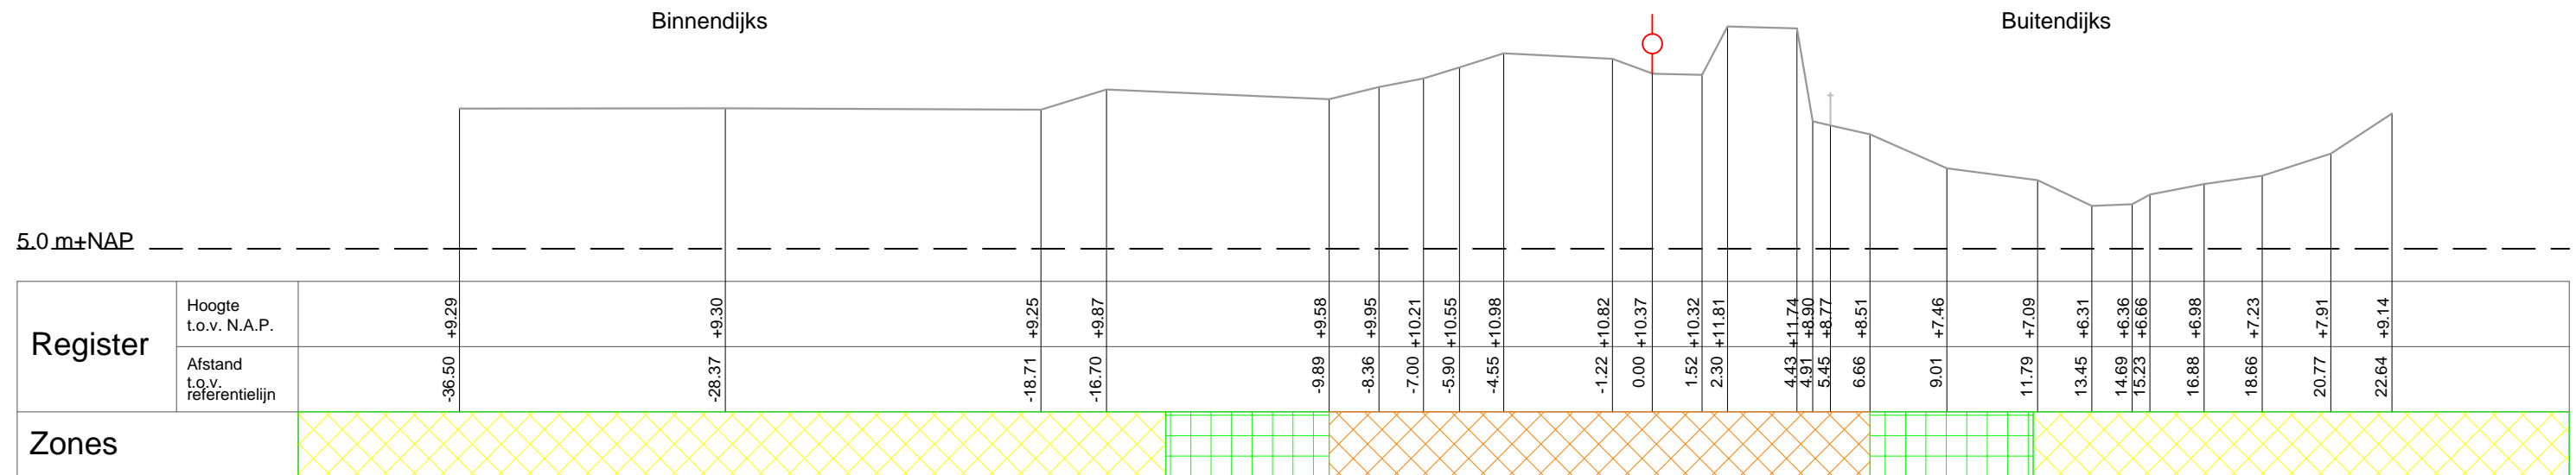 Binnendijks
Buitendijks
5.0 m+NAP
Register
Hoogte
t.o.v. N.A.P.
+9.29 +9.30 +9.25 +9.87 +9.58 +9.95 +10.21 +10.55 +10.98 +10.82 +10.37 +10.32 +11.81 +11.74 +8.90 +8.77 +8.51 +7.46 +7.09 +6.31 +6.36 +6.66 +6.98 +7.23 +7.91 +9.14
Afstand
t.o.v.
referentielijn
-36.50 -28.37 -18.71 -16.70 -9.89 -8.36 -7.00 -5.90 -4.55 -1.22 0.00 1.52 2.30 4.43 4.91 5.45 6.66 9.01 11.79 13.45 14.69 15.23 16.88 18.66 20.77 22.64
Zones